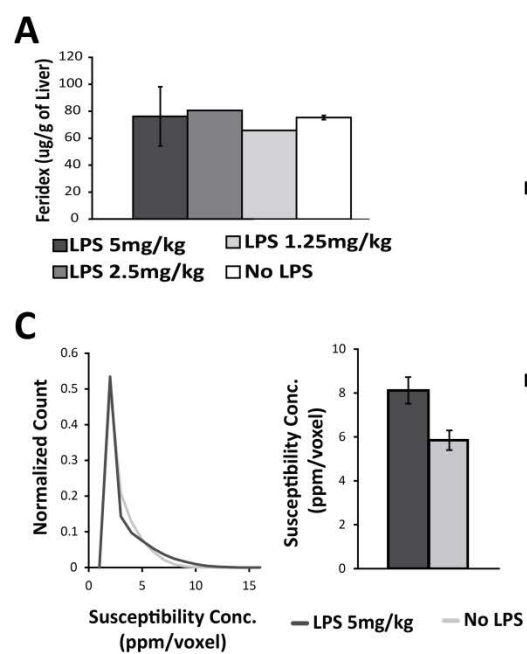 A
Feridex (ug/g of Liver)
120
100
80
60
40
20
0
LPS 5mg/kg
LPS 1.25mg/kg
LPS 2.5mg/kg
No LPS
C
Normalized Count
0.6
0.5
0.4
0.3
0.2
0.1
0
0 5 10 15
Susceptibility Conc.
(ppm/voxel)
Susceptibility Conc.
(ppm/voxel)
10
8
6
4
2
0
LPS 5mg/kg
No LPS